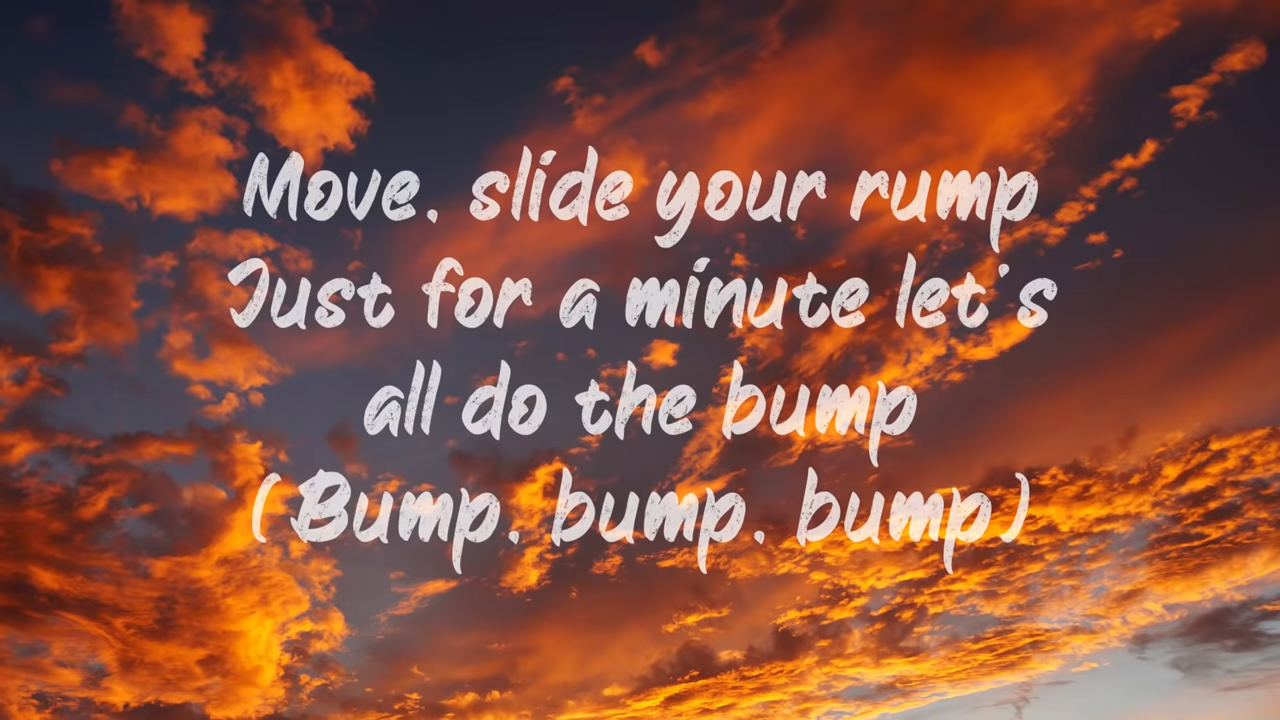 Move, slide your rump
Just for a minute let's
all do the bump
(Bump, bump, bump)